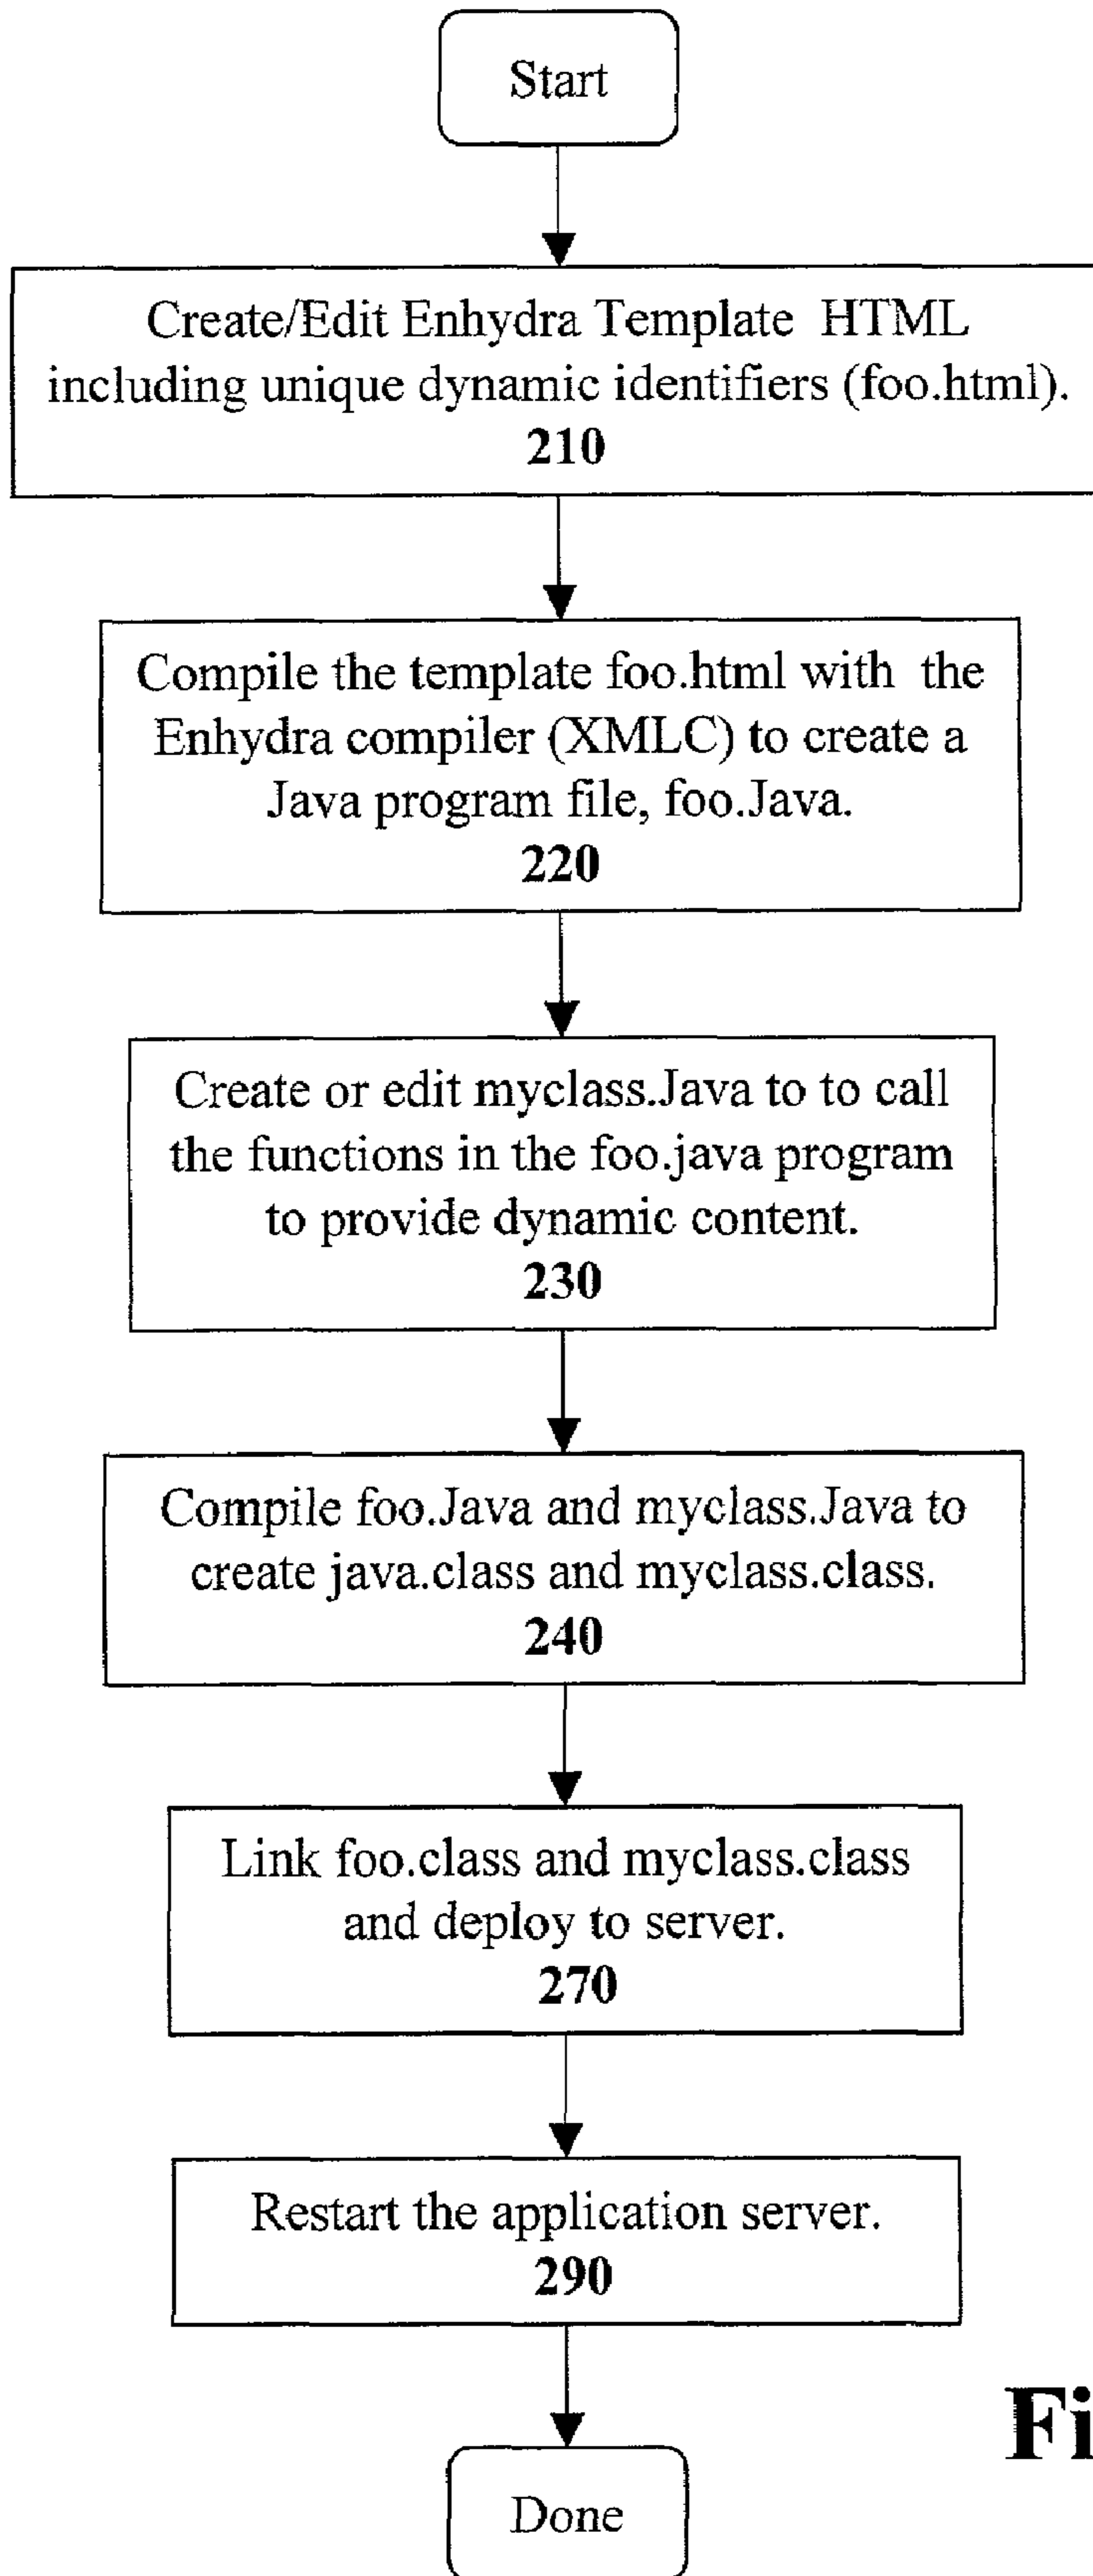 Start
Create/Edit Enhydra Template HTML
including unique dynamic identifiers (foo.html).
210
Compile the template foo.html with the
Enhydra compiler (XMLC) to create a
Java program file, foo.Java.
220
Create or edit myclass.Java to to call
the functions in the foo.java program
to provide dynamic content.
230
Compile foo.Java and myclass.Java to
create java.class and myclass.class.
240
Link foo.class and myclass.class
and deploy to server.
270
Restart the application server.
290
Fi
Done